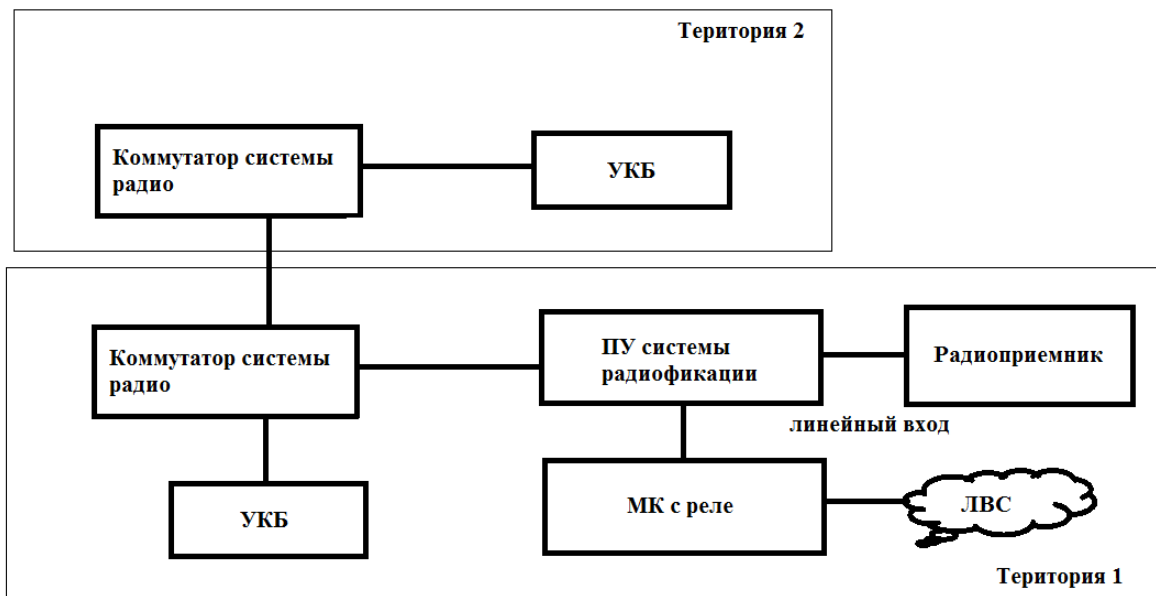 Територия 2
Коммутатор системы
радио
УКБ
Коммутатор системы
радио
ПУ системы
радиофикации
Радиоприемник
линейный вход
УКБ
МК с реле
ЛВС
Територия 1